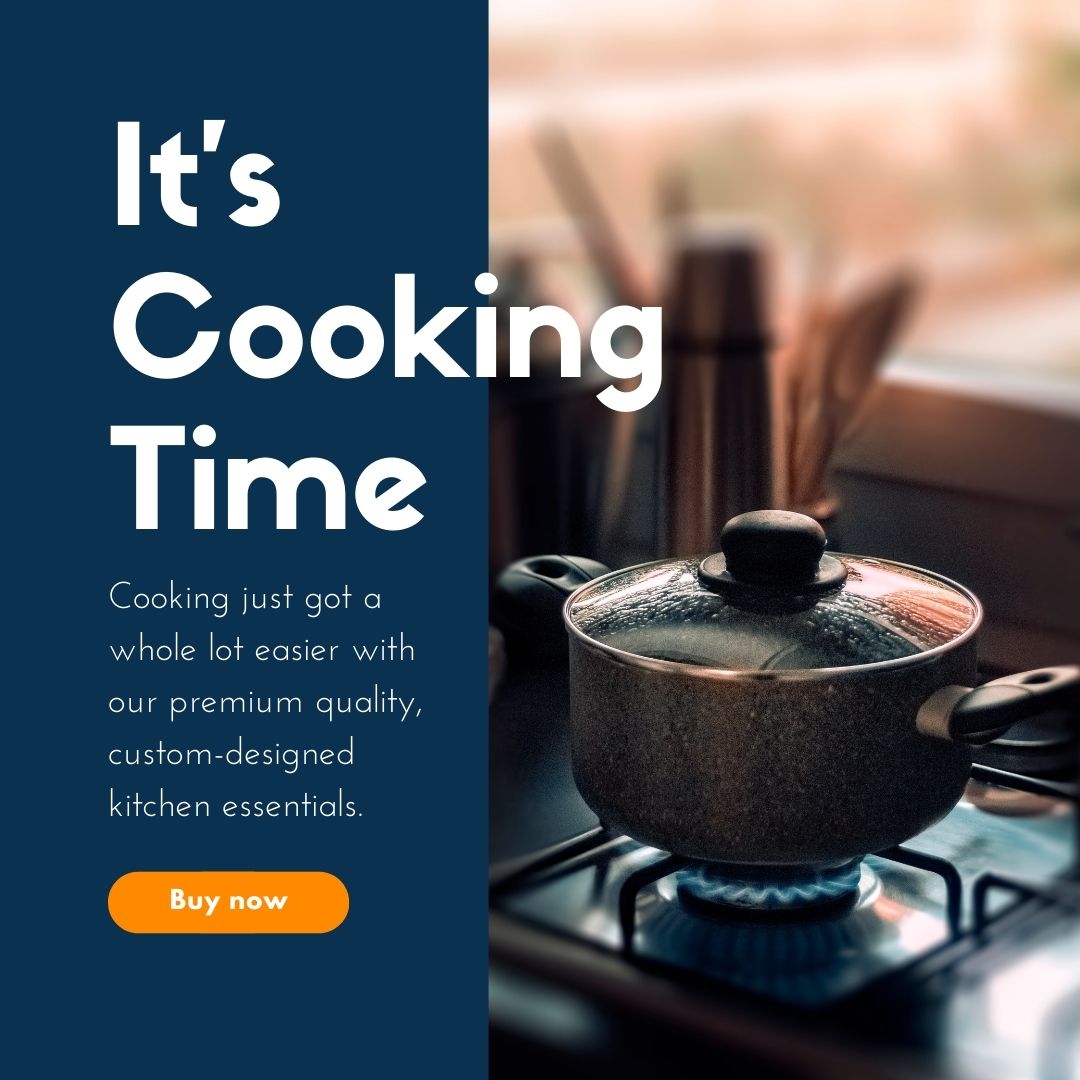 It's
Cooking
Time
Cooking just got a
whole lot easier with
our premium quality,
custom-designed
kitchen essentials.
Buy now